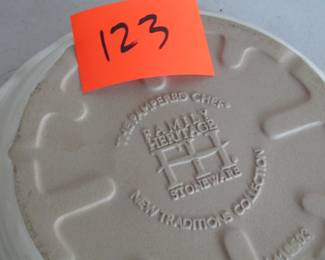 123
THE PAMPERED CHEF
FAMILY
HERITAGE
STONEWARE
NEW TRADITIONS COLLECTION